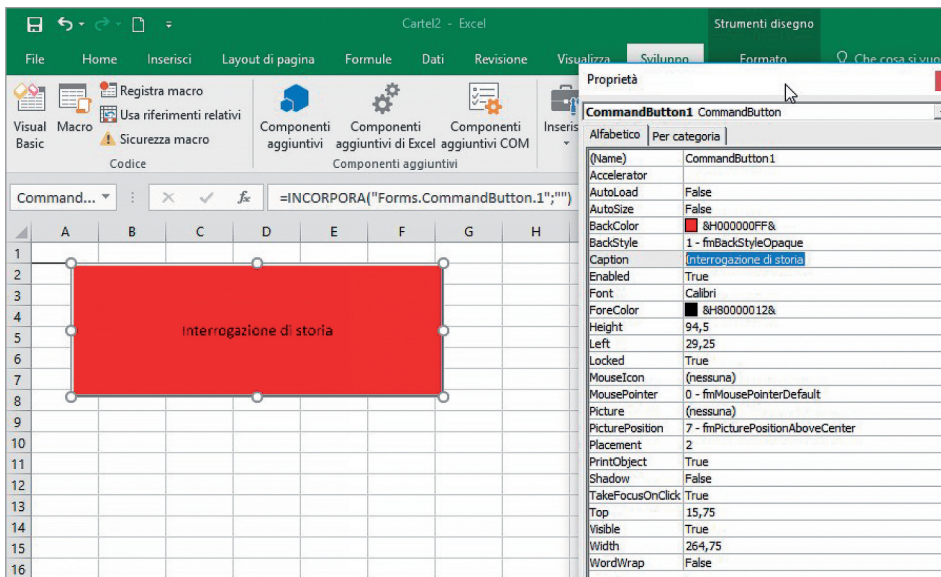 Cartel2 - Excel
Strumenti disegno
File Home Inserisci Layout di pagina Formule Dati Revisione Visualizza Sviluppo Formato Che cosa si vuo
Visual Basic
Macro
Registra macro
Usa riferimenti relativi
Sicurezza macro
Codice
Componenti aggiuntivi
Componenti aggiuntivi di Excel
Componenti aggiuntivi COM
Componenti aggiuntivi
Inseris
Command...
fx
=INCORPORA("Forms.CommandButton.1";"")
A B C D E F G H
1
2
3
4
5
6
7
8
9
10
11
12
13
14
15
16
Interrogazione di storia
Proprietà
CommandButton1 CommandButton
Alfabetico Per categoria
(Name) CommandButton1
Accelerator
AutoLoad False
AutoSize False
BackColor &H000000FF&
BackStyle 1 - fmBackStyleOpaque
Caption Interrogazione di storia
Enabled True
Font Calibri
ForeColor &H80000012&
Height 94,5
Left 29,25
Locked True
MouseIcon (nessuna)
MousePointer 0 - fmMousePointerDefault
Picture (nessuna)
PicturePosition 7 - fmPicturePositionAboveCenter
Placement 2
PrintObject True
Shadow False
TakeFocusOnClick True
Top 15,75
Visible True
Width 264,75
WordWrap False